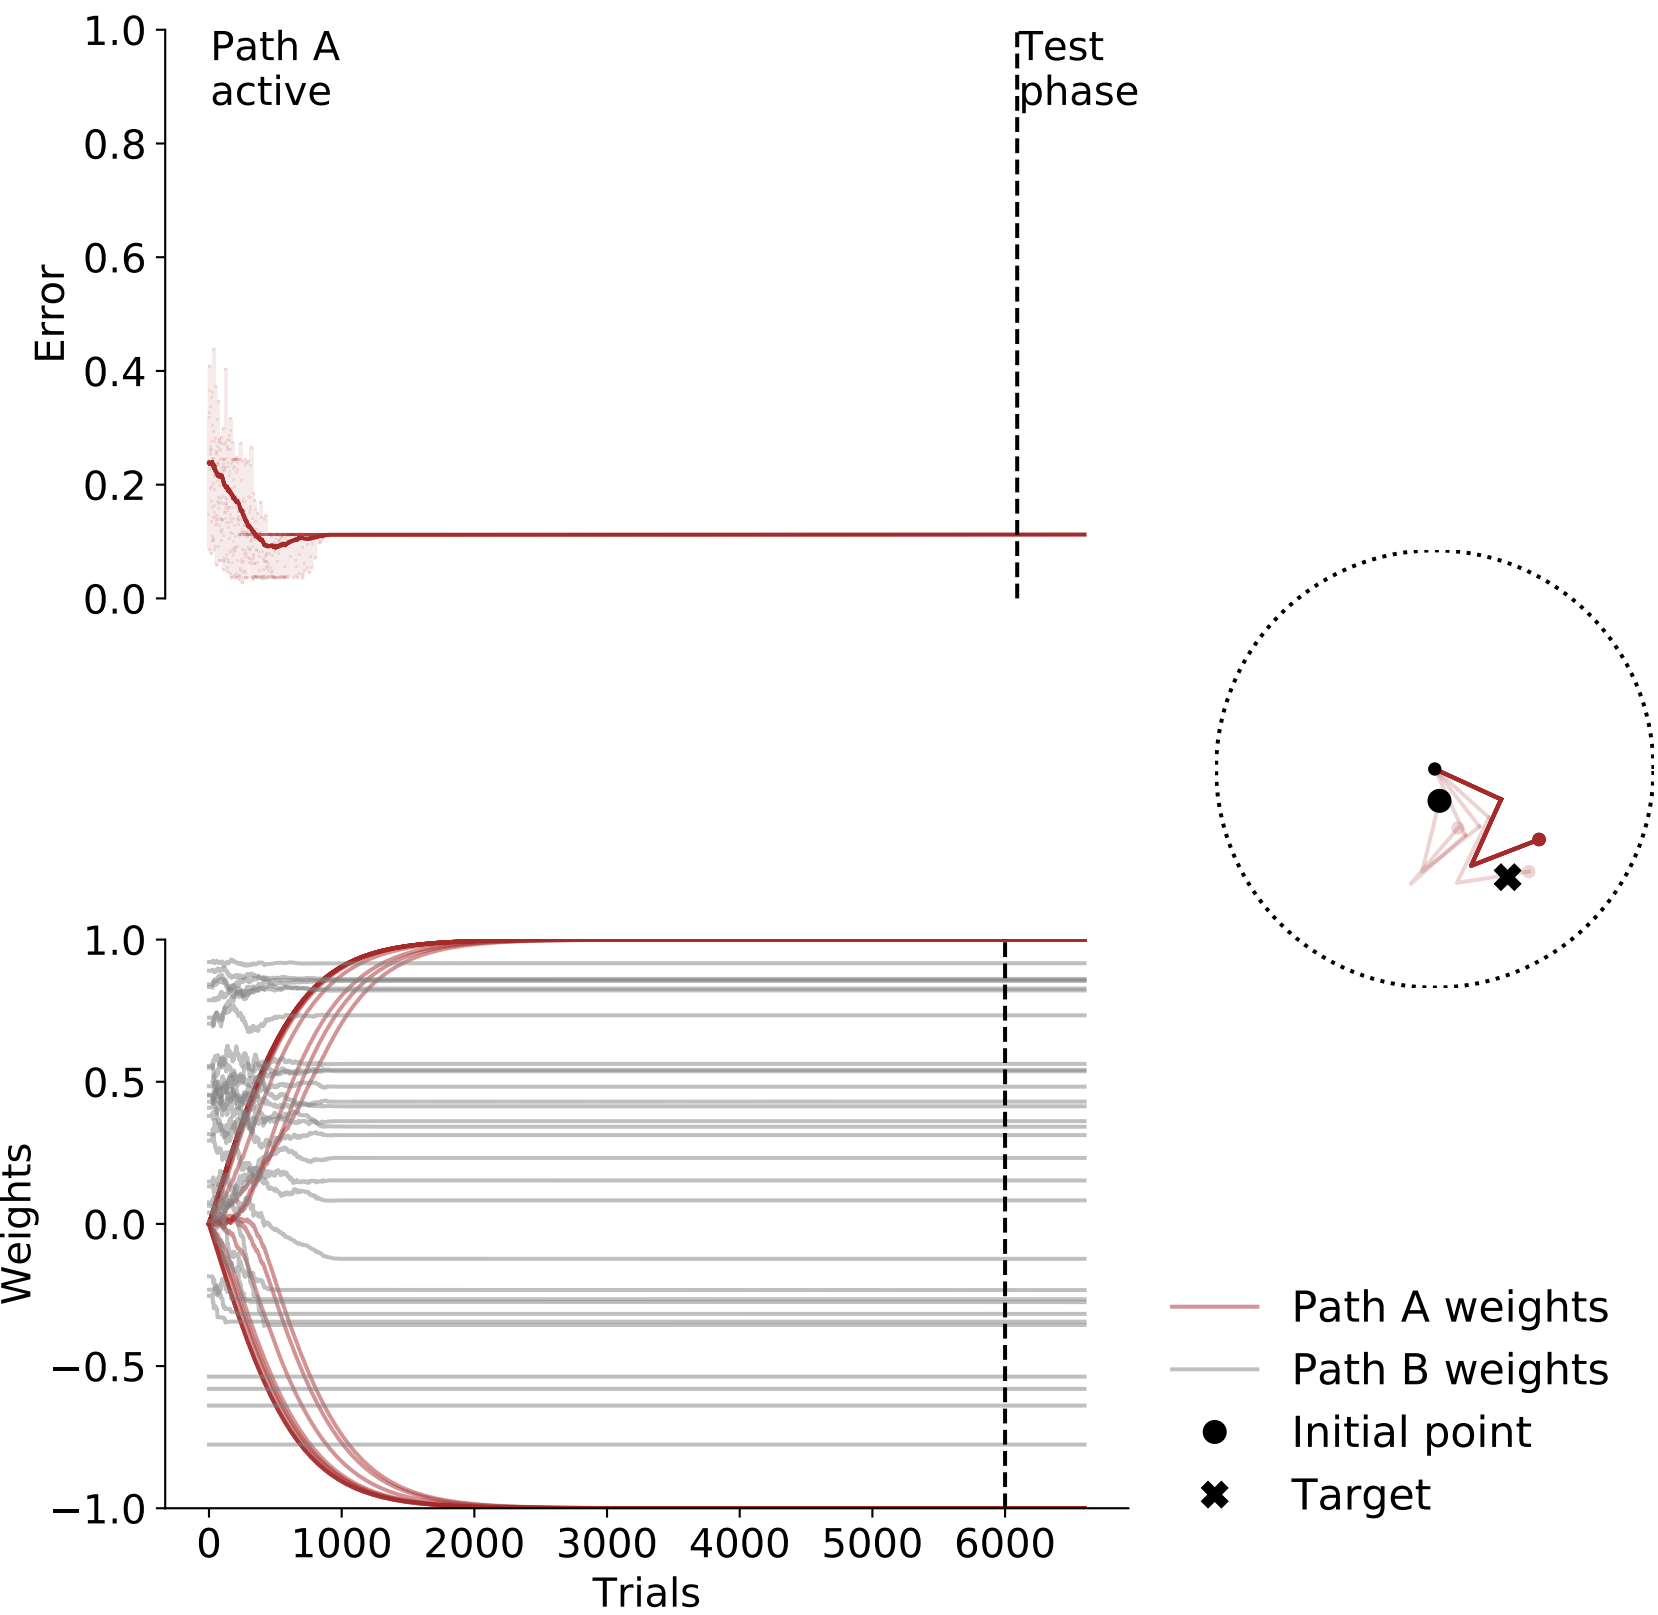 1.0
0.8
0.6
0.4
0.2
0.0
Error
Path A
active
Test
phase
1.0
0.5
0.0
−0.5
−1.0
Weights
0 1000 2000 3000 4000 5000 6000
Trials
Path A weights
Path B weights
Initial point
Target